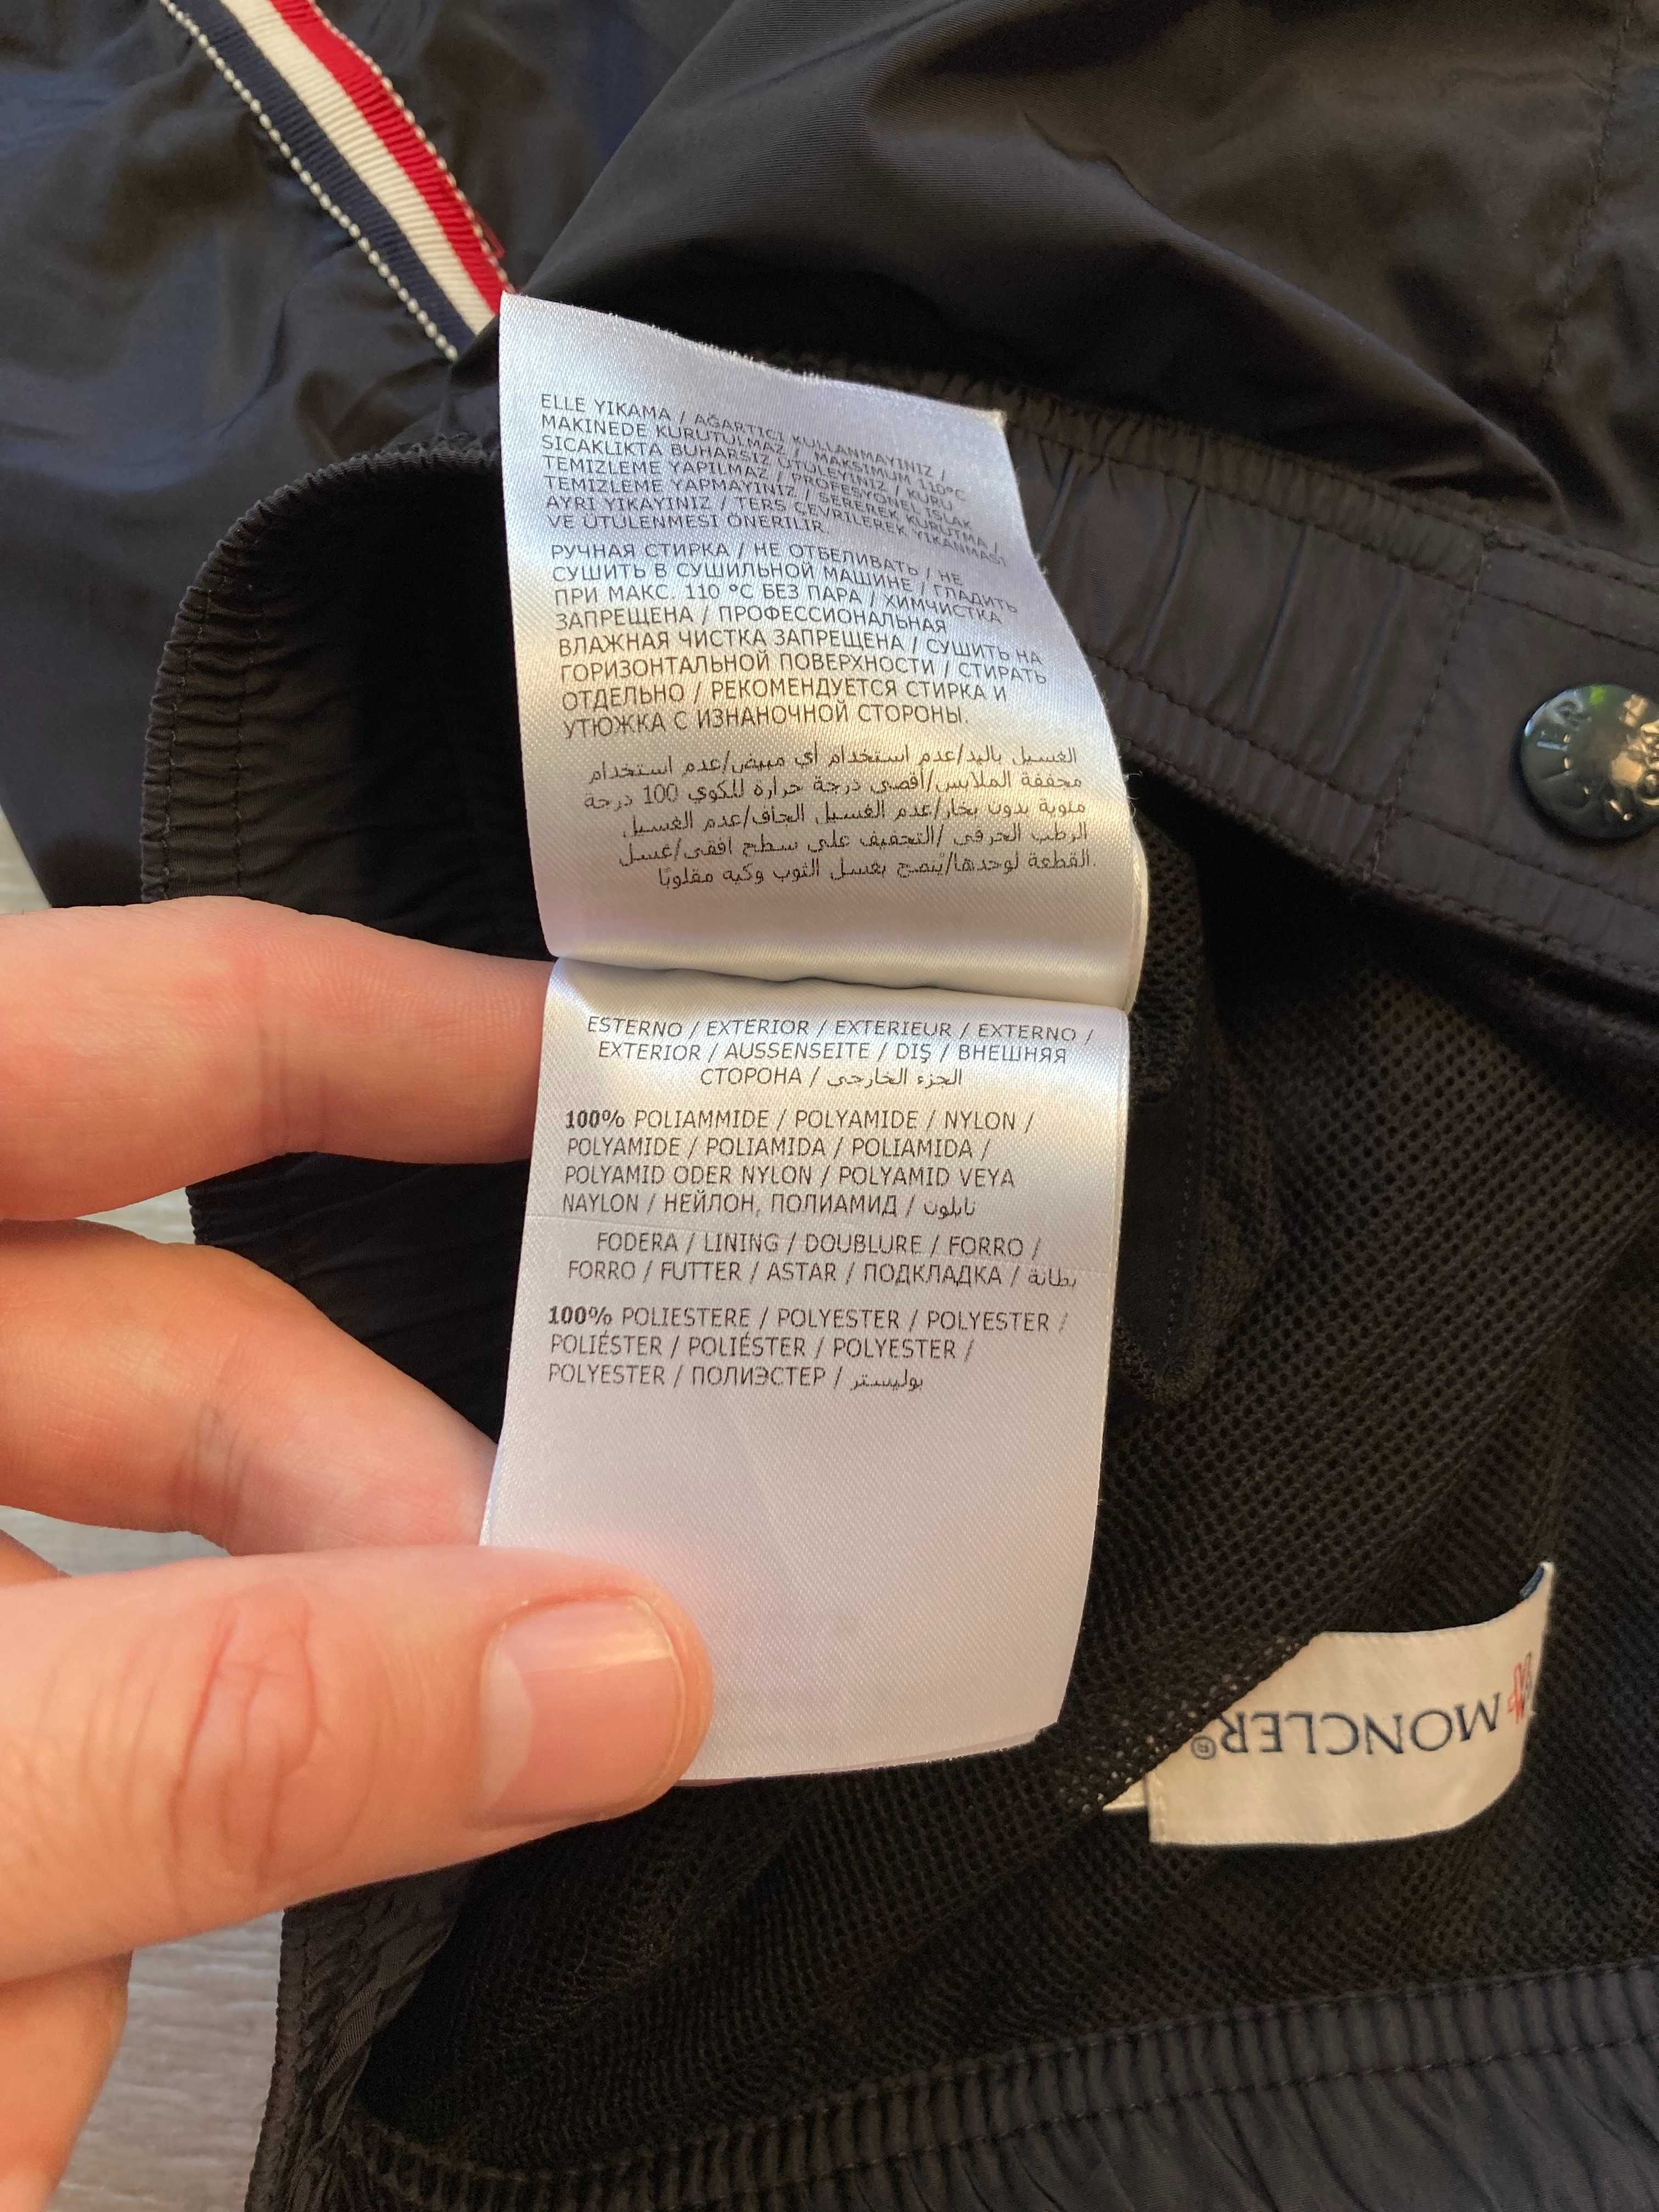 ELLE YIKAMA / AĞARTICI KULLANMAYINIZ /
MAKINEDE KURUTULMAZ / MAKSIMUM 110°C
SICAKLIKTA BUHARSIZ ÜTÜLEYINIZ / KURU
TEMIZLEME YAPILMAZ / PROFESYONEL ISLAK
TEMIZLEME YAPMAYINIZ / SEREREK KURUTMA /
AYRI YIKAYINIZ / TERS ÇEVRILEREK YIKANMASI
VE ÜTÜLENMESI ÖNERILIR.
РУЧНАЯ СТИРКА / НЕ ОТБЕЛИВАТЬ / НЕ
СУШИТЬ В СУШИЛЬНОЙ МАШИНЕ / ГЛАДИТЬ
ПРИ МАКС. 110 °C БЕЗ ПАРА / ХИМЧИСТКА
ЗАПРЕЩЕНА / ПРОФЕССИОНАЛЬНАЯ
ВЛАЖНАЯ ЧИСТКА ЗАПРЕЩЕНА / СУШИТЬ НА
ГОРИЗОНТАЛЬНОЙ ПОВЕРХНОСТИ / СТИРАТЬ
ОТДЕЛЬНО / РЕКОМЕНДУЕТСЯ СТИРКА И
УТЮЖКА С ИЗНАНОЧНОЙ СТОРОНЫ.
الغسيل باليد/عدم استخدام أي مبيض/عدم استخدام
مجففة الملابس/أقصى درجة حرارة للكوي 100 درجة
مئوية بدون بخار/عدم الغسيل الجاف/عدم الغسيل
الرطب الحرفي /التجفيف على سطح افقى/غسل
القطعة لوحدها/يُنصح بغسل الثوب وكيه مقلوبًا.
ESTERNO / EXTERIOR / EXTERIEUR / EXTERNO /
EXTERIOR / AUSSENSEITE / DIŞ / ВНЕШНЯЯ
СТОРОНА / الجزء الخارجي
100% POLIAMMIDE / POLYAMIDE / NYLON /
POLYAMIDE / POLIAMIDA / POLIAMIDA /
POLYAMID ODER NYLON / POLYAMID VEYA
NAYLON / НЕЙЛОН, ПОЛИАМИД / نايلون
FODERA / LINING / DOUBLURE / FORRO /
FORRO / FUTTER / ASTAR / ПОДКЛАДКА / بطانة
100% POLIESTERE / POLYESTER / POLYESTER /
POLIÉSTER / POLIÉSTER / POLYESTER /
POLYESTER / ПОЛИЭСТЕР / بوليستر
MONCLER®